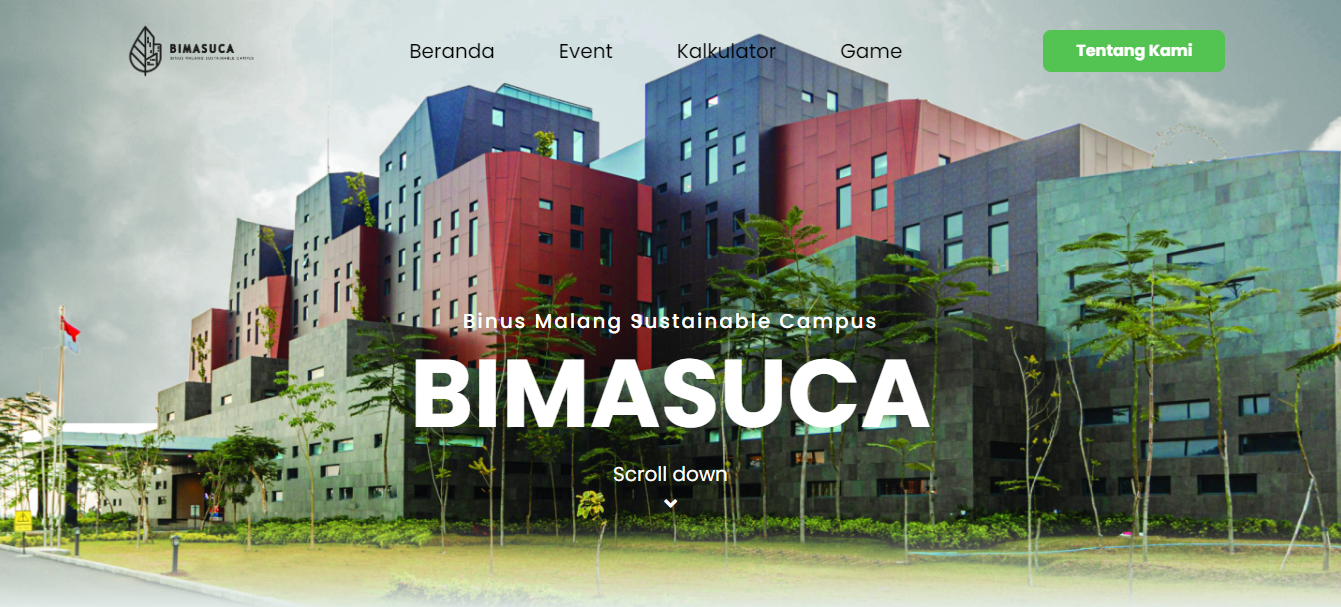 BIMASUCA
BINUS MALANG SUSTAINABLE CAMPUS
Beranda
Event
Kalkulator
Game
Tentang Kami
Binus Malang Sustainable Campus
BIMASUCA
Scroll down